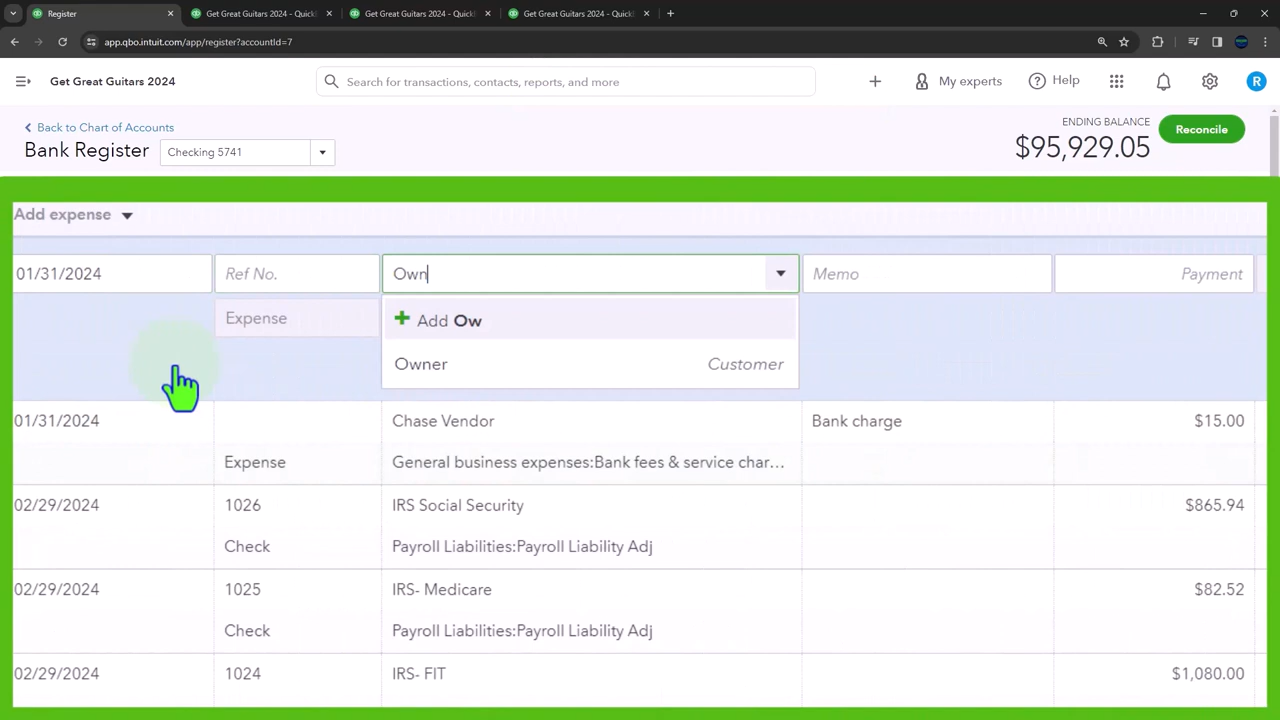 Register
Get Great Guitars 2024 - QuickB
Get Great Guitars 2024 - QuickB
Get Great Guitars 2024 - QuickB
app.qbo.intuit.com/app/register?accountId=7
Get Great Guitars 2024
Search for transactions, contacts, reports, and more
My experts
Help
R
Back to Chart of Accounts
Bank Register
Checking 5741
ENDING BALANCE
$95,929.05
Reconcile
Add expense
01/31/2024 Ref No. Own Memo Payment
Expense Add Ow
Owner Customer
01/31/2024 Chase Vendor Bank charge $15.00
Expense General business expenses:Bank fees & service char...
02/29/2024 1026 IRS Social Security $865.94
Check Payroll Liabilities:Payroll Liability Adj
02/29/2024 1025 IRS- Medicare $82.52
Check Payroll Liabilities:Payroll Liability Adj
02/29/2024 1024 IRS- FIT $1,080.00